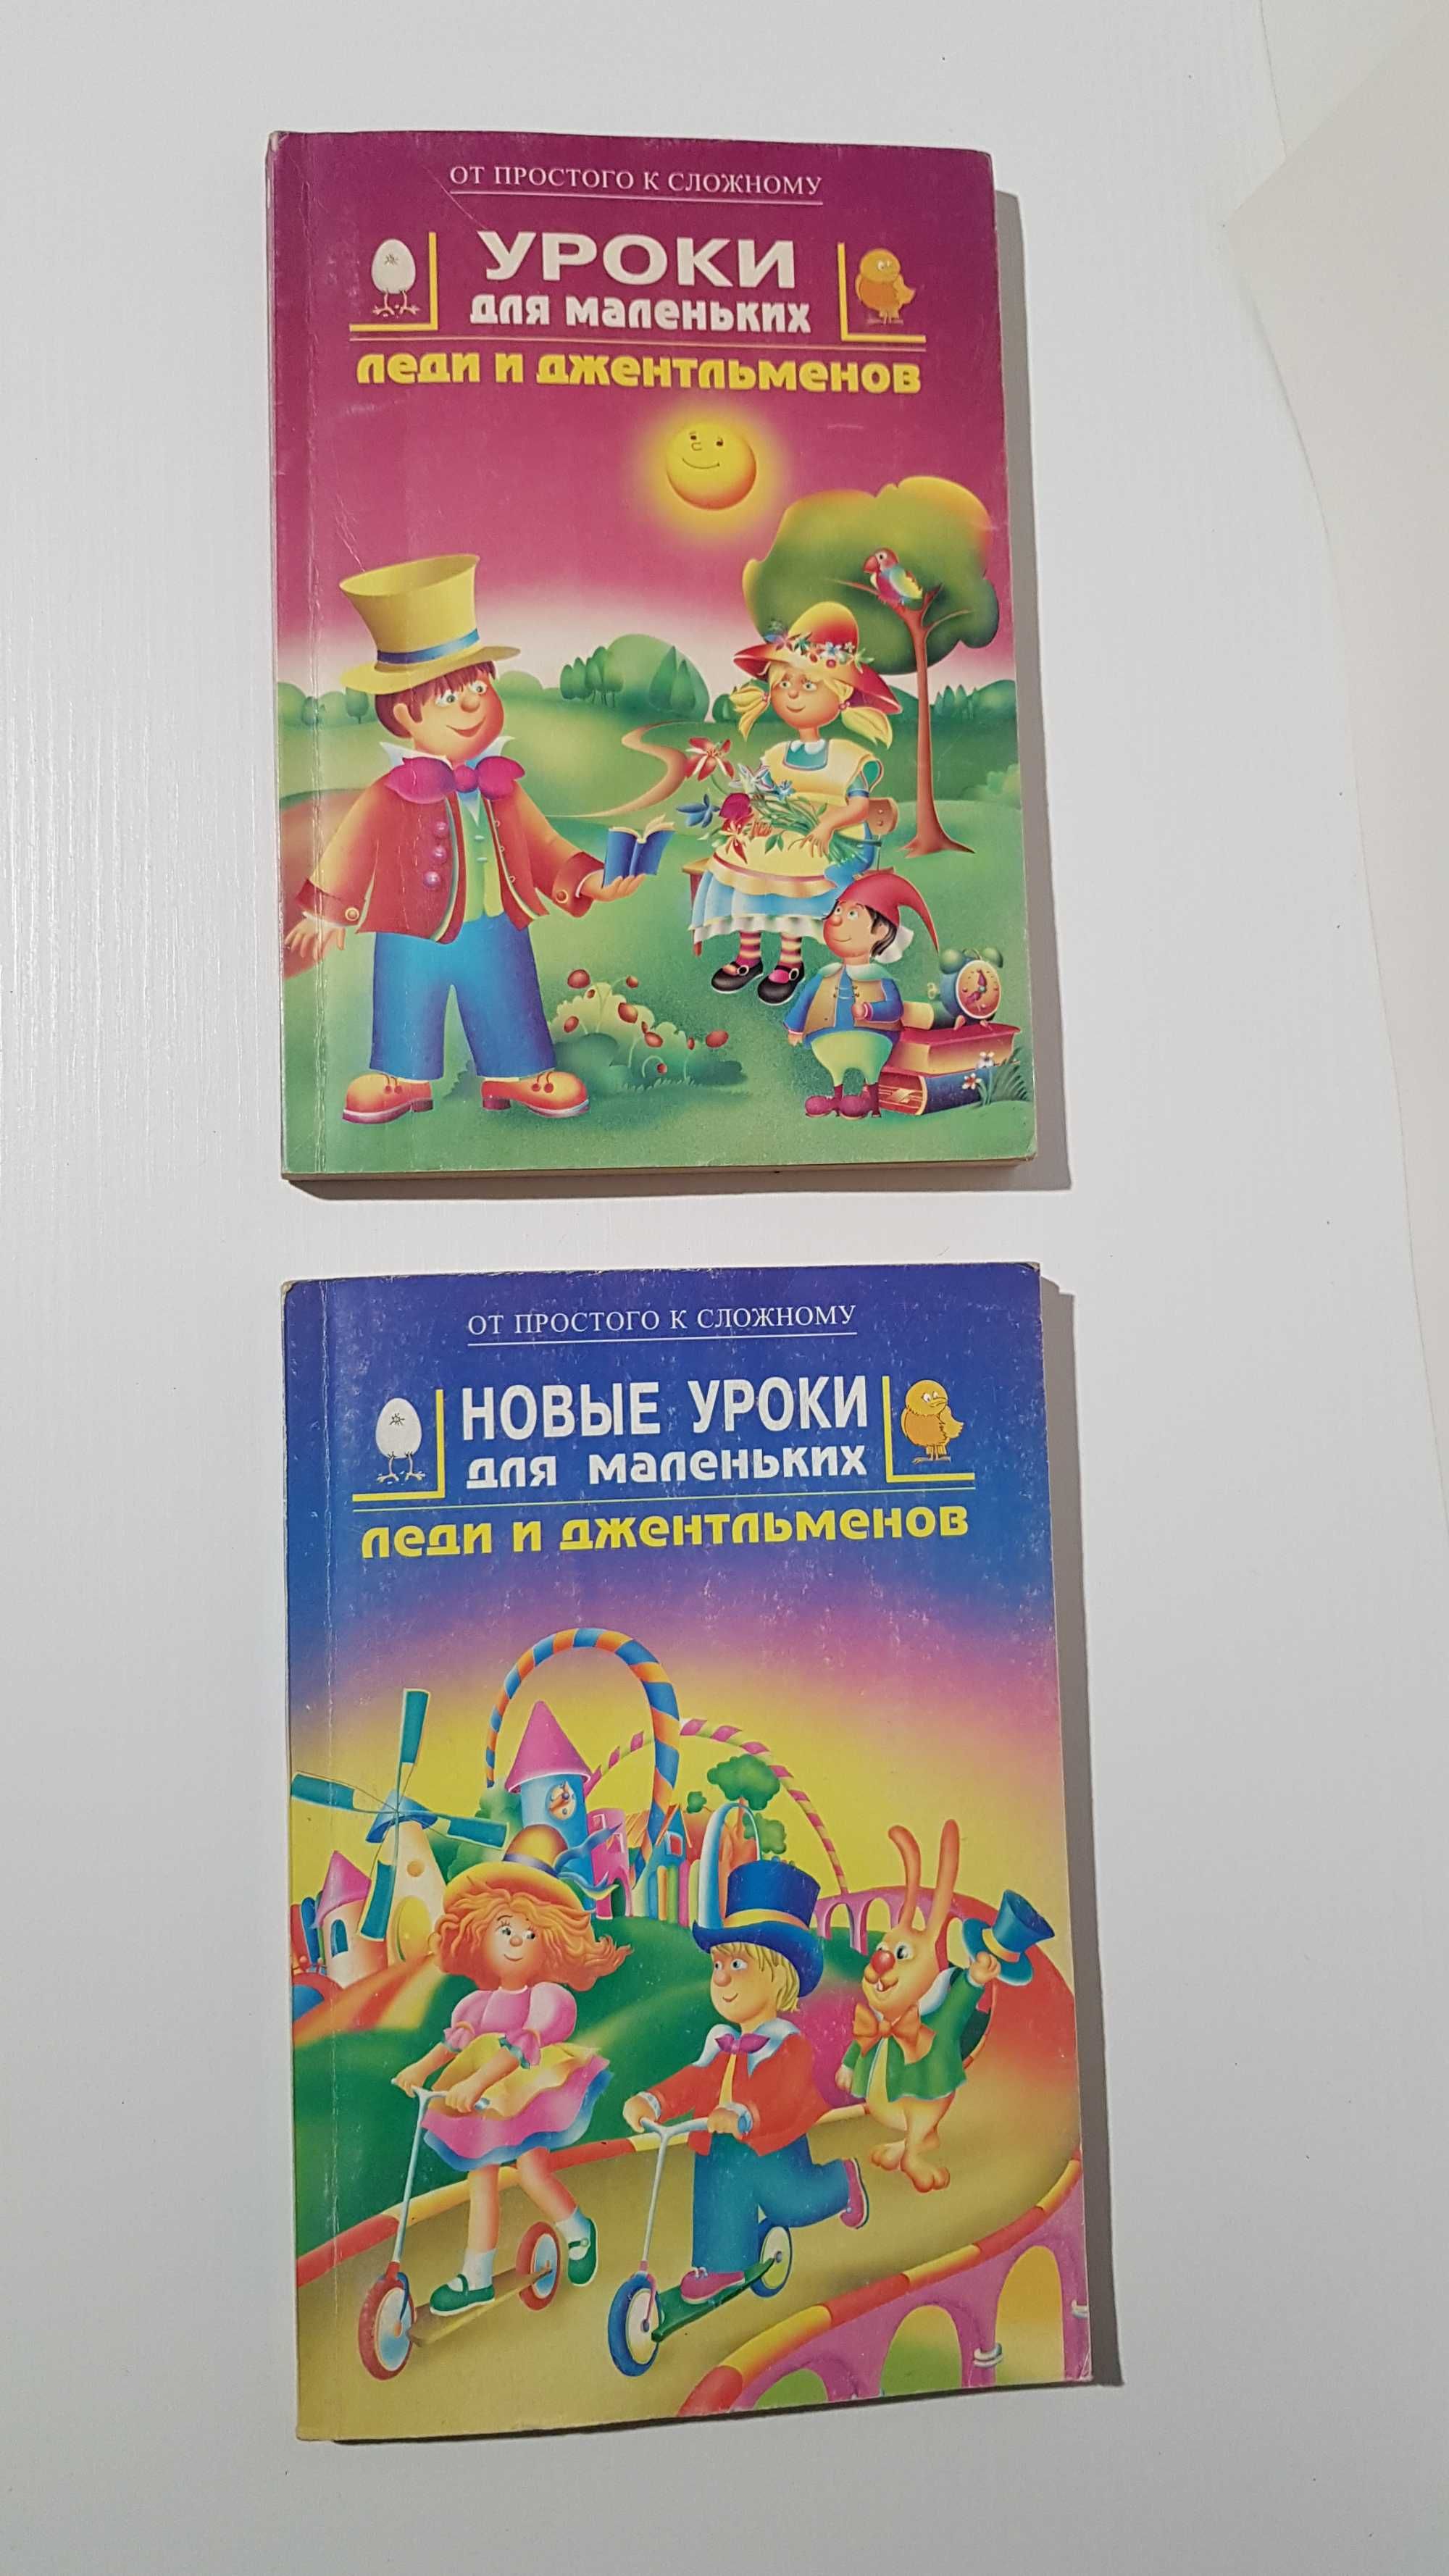 ОТ ПРОСТОГО К СЛОЖНОМУ
УРОКИ
для маленьких
леди и джентльменов
ОТ ПРОСТОГО К СЛОЖНОМУ
НОВЫЕ УРОКИ
для маленьких
леди и джентльменов